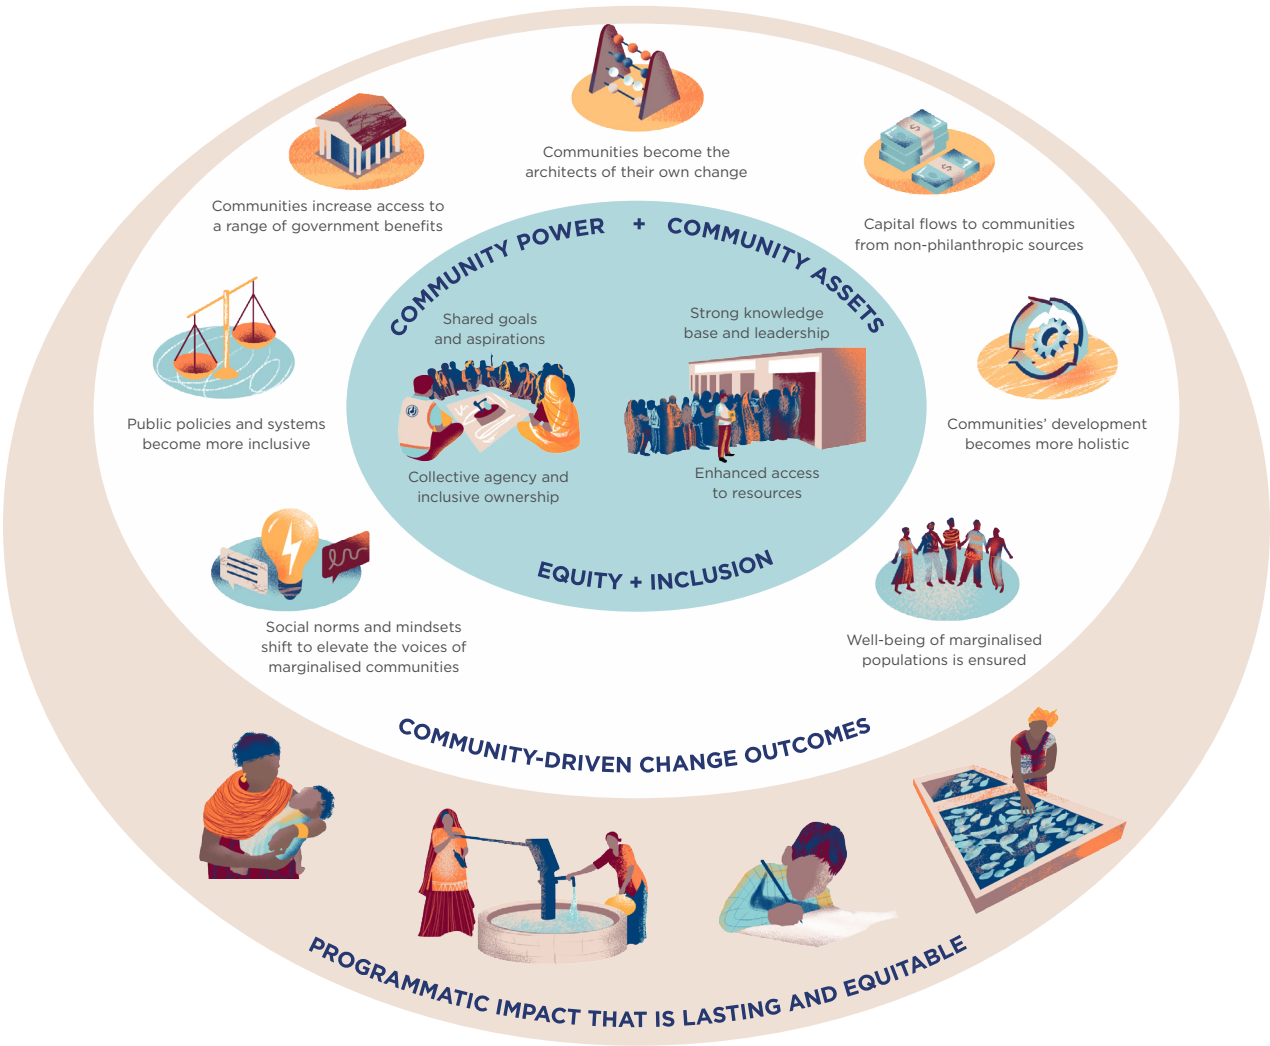 Communities become the
architects of their own change
Communities increase access to
a range of government benefits
Capital flows to communities
from non-philanthropic sources
Public policies and systems
become more inclusive
Communities' development
becomes more holistic
Social norms and mindsets
shift to elevate the voices of
marginalised communities
Well-being of marginalised
populations is ensured
COMMUNITY POWER + COMMUNITY ASSETS
Shared goals
and aspirations
Strong knowledge
base and leadership
Collective agency and
inclusive ownership
Enhanced access
to resources
EQUITY + INCLUSION
COMMUNITY-DRIVEN CHANGE OUTCOMES
PROGRAMMATIC IMPACT THAT IS LASTING AND EQUITABLE